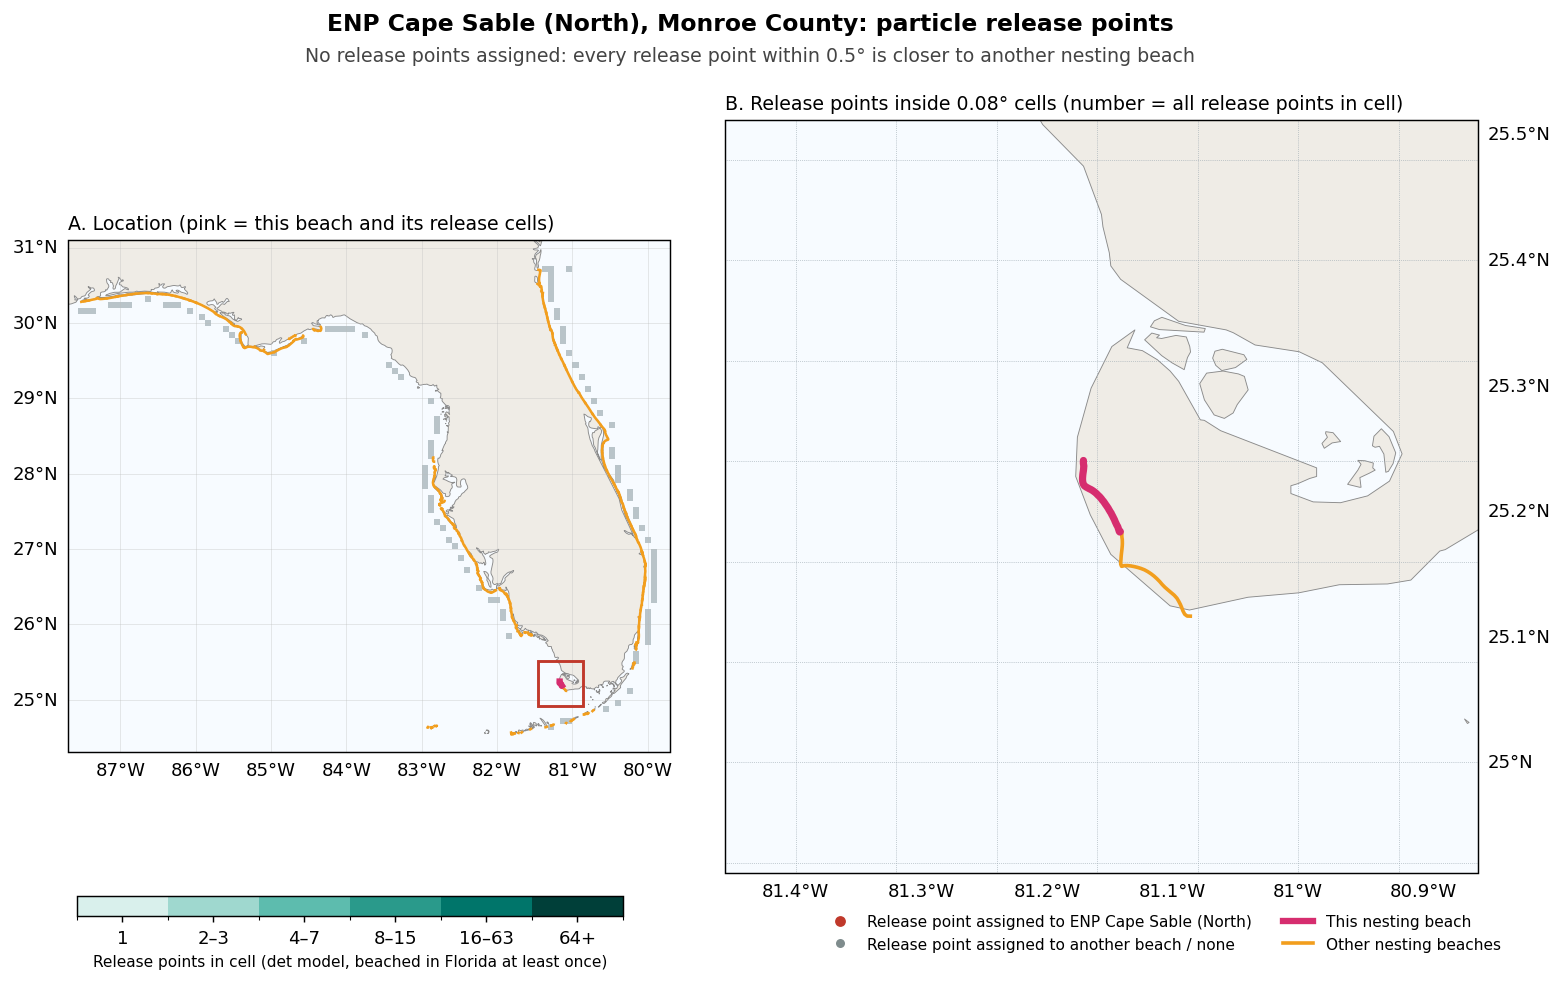 ENP Cape Sable (North), Monroe County: particle release points
No release points assigned: every release point within 0.5° is closer to another nesting beach
A. Location (pink = this beach and its release cells)
31°N
30°N
29°N
28°N
27°N
26°N
25°N
87°W 86°W 85°W 84°W 83°W 82°W 81°W 80°W
B. Release points inside 0.08° cells (number = all release points in cell)
25.5°N
25.4°N
25.3°N
25.2°N
25.1°N
25°N
81.4°W 81.3°W 81.2°W 81.1°W 81°W 80.9°W
1 2–3 4–7 8–15 16–63 64+
Release points in cell (det model, beached in Florida at least once)
Release point assigned to ENP Cape Sable (North)
Release point assigned to another beach / none
This nesting beach
Other nesting beaches